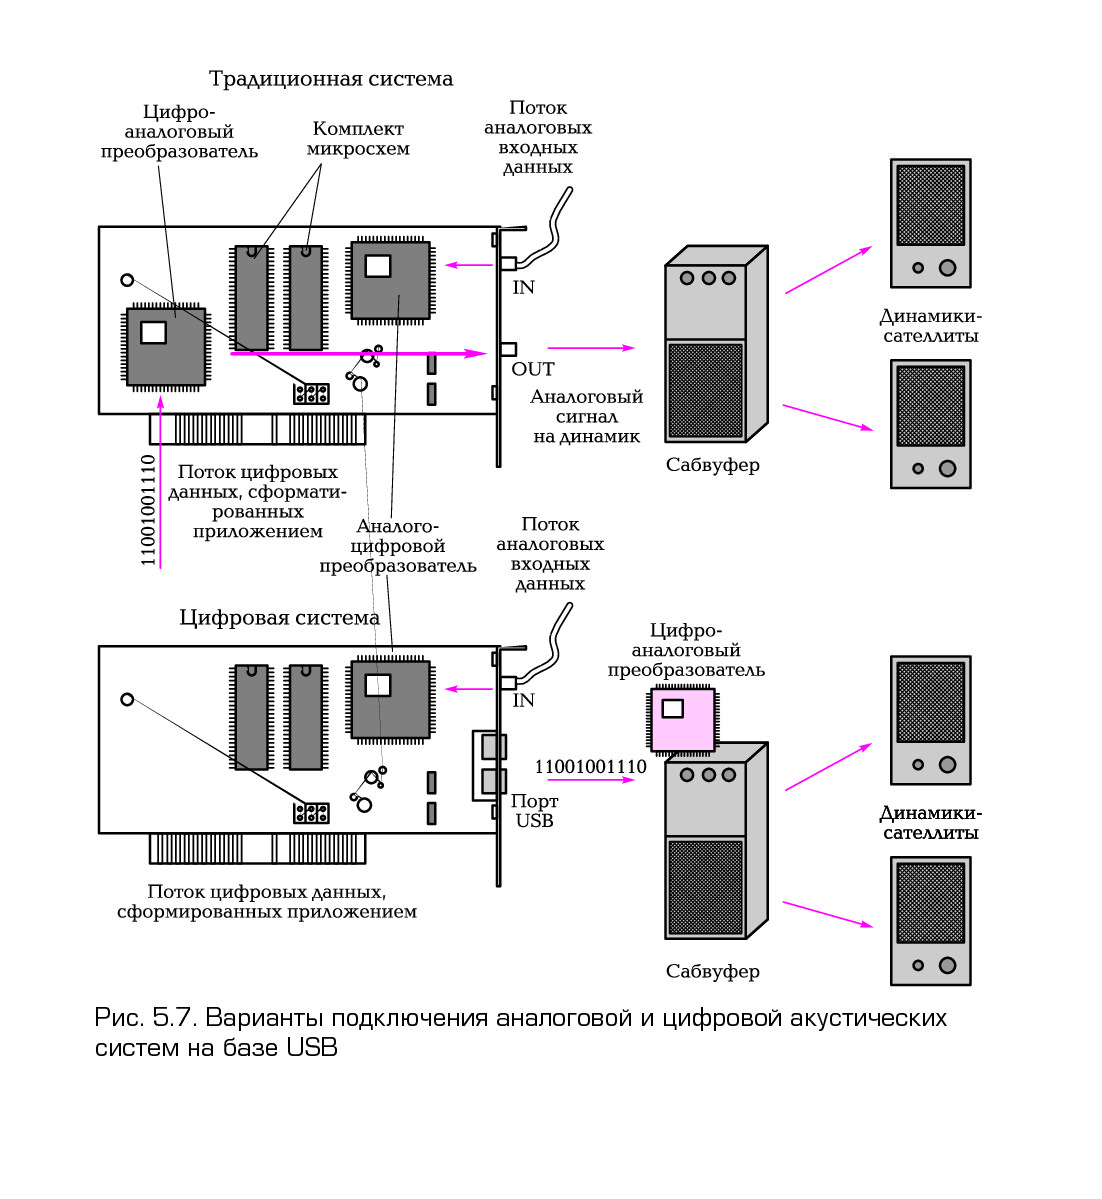 Традиционная система
Цифро-
аналоговый
преобразователь
Комплект
микросхем
Поток
аналоговых
входных
данных
IN
OUT
Аналоговый
сигнал
на динамик
Сабвуфер
Динамики-
сателлиты
11001001110
Поток цифровых
данных, сформати-
рованных
приложением
Аналого-
цифровой
преобразователь
Поток
аналоговых
входных
данных
Цифровая система
IN
Порт
USB
11001001110
Цифро-
аналоговый
преобразователь
Динамики-
сателлиты
Сабвуфер
Поток цифровых данных,
сформированных приложением
Рис. 5.7. Варианты подключения аналоговой и цифровой акустических
систем на базе USB